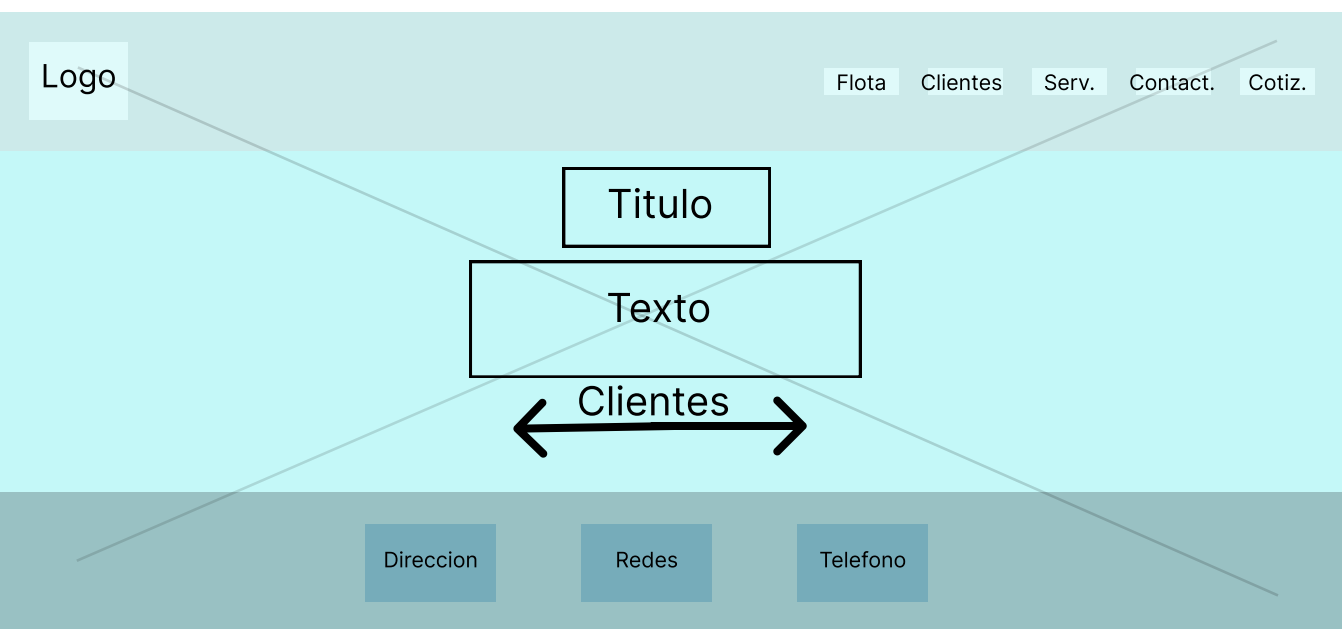 Logo
Flota Clientes Serv. Contact. Cotiz.
Titulo
Texto
Clientes
Direccion Redes Telefono